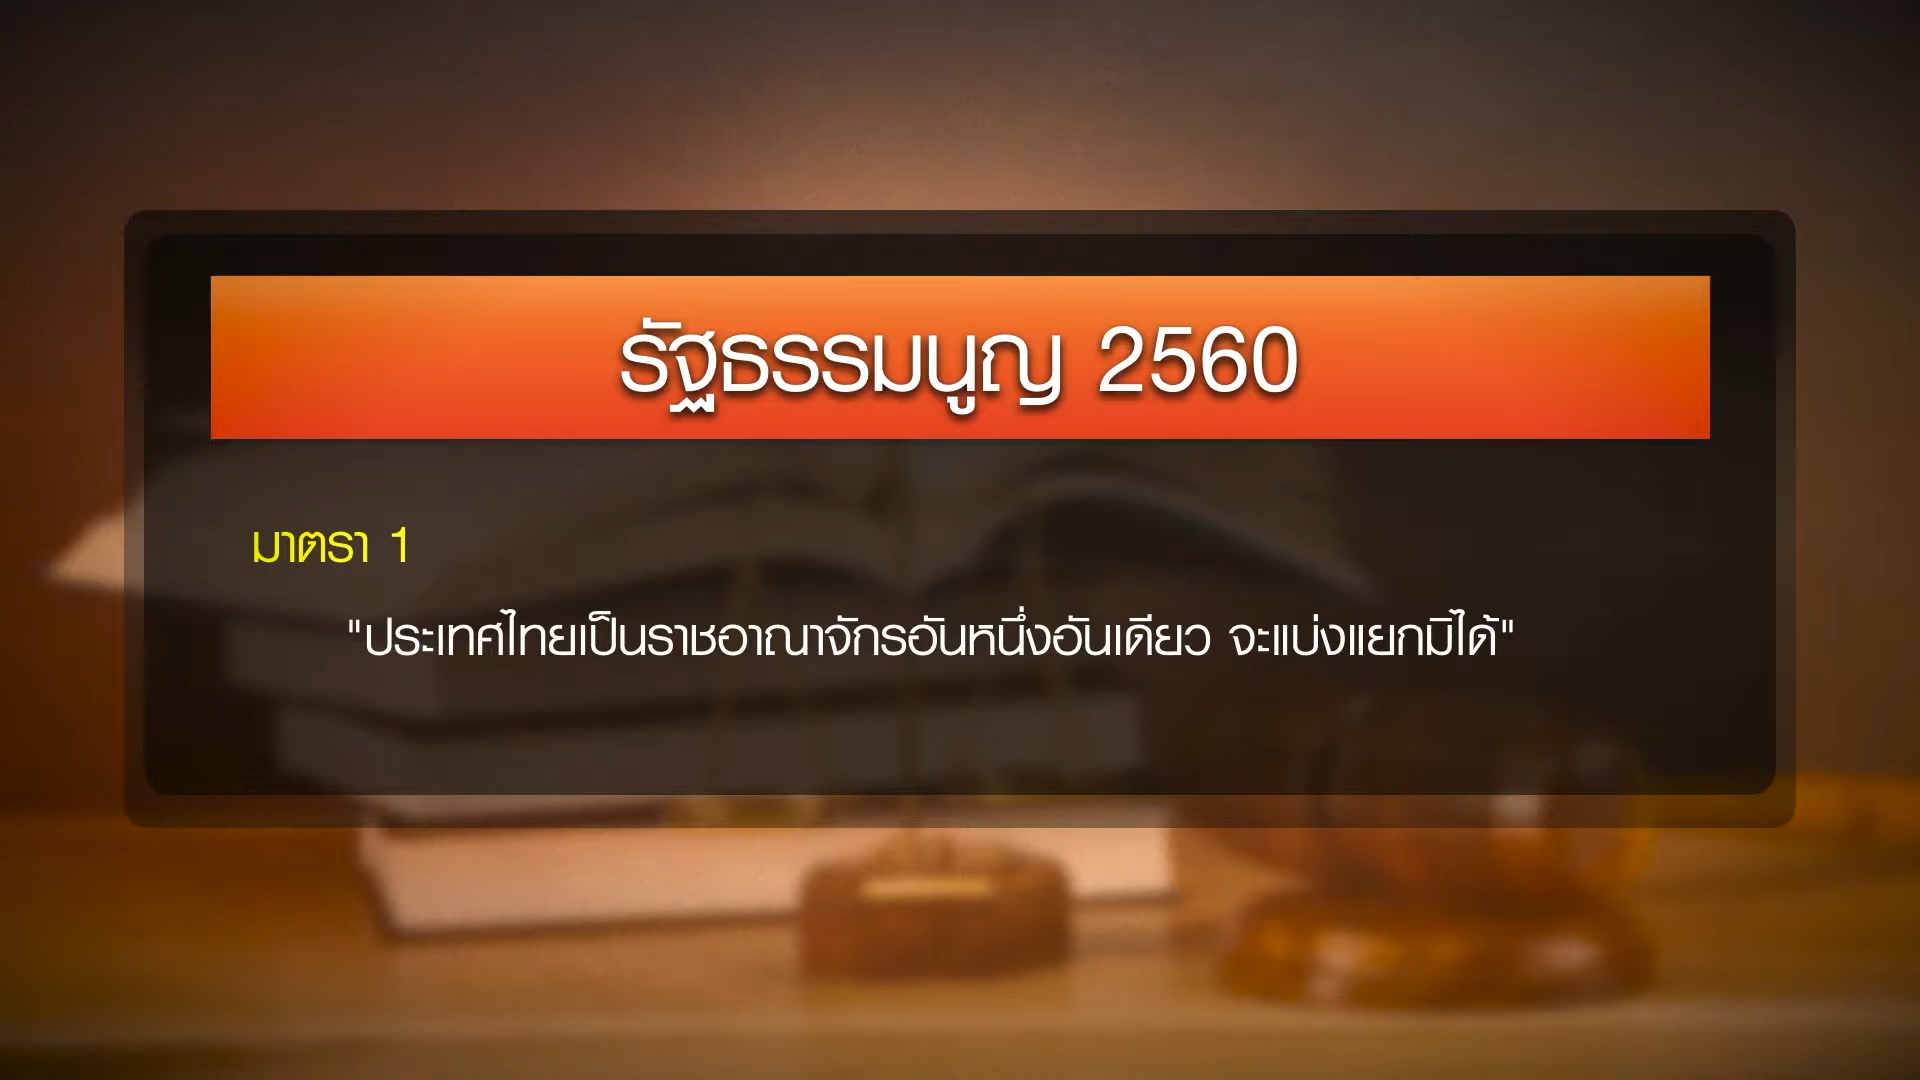 รัฐธรรมนูญ 2560
มาตรา 1
"ประเทศไทยเป็นราชอาณาจักรอันหนึ่งอันเดียว จะแบ่งแยกมิได้"